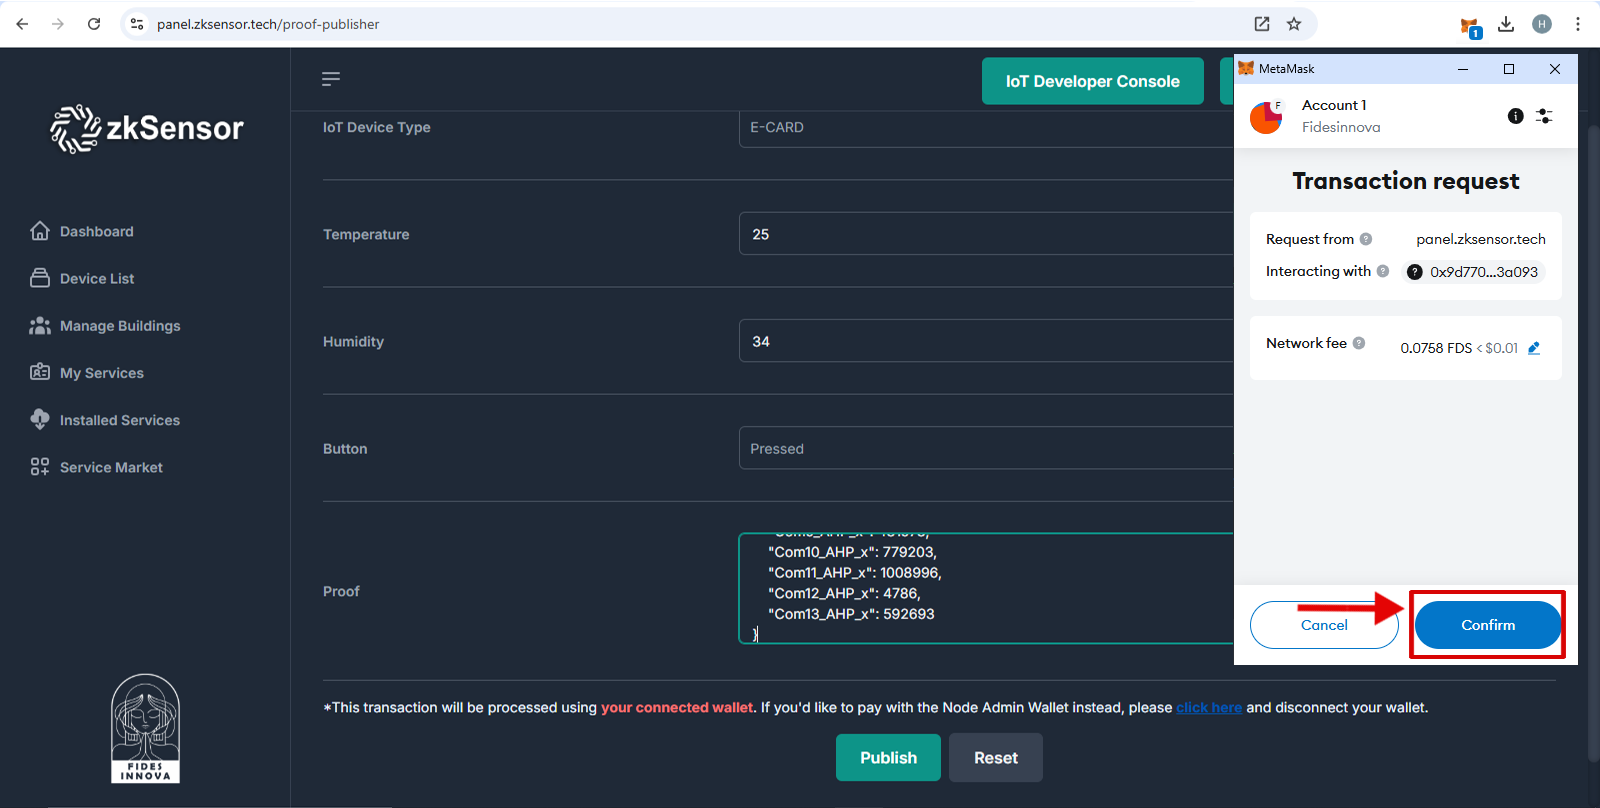 panel.zksensor.tech/proof-publisher
1
H
zkSensor
Dashboard
Device List
Manage Buildings
My Services
Installed Services
Service Market
FIDES
INNOVA
IoT Developer Console
IoT Device Type
E-CARD
Temperature
25
Humidity
34
Button
Pressed
Proof
"Com10_AHP_x": 779203,
"Com11_AHP_x": 1008996,
"Com12_AHP_x": 4786,
"Com13_AHP_x": 592693
}
*This transaction will be processed using your connected wallet. If you'd like to pay with the Node Admin Wallet instead, please click here and disconnect your wallet.
Publish
Reset
MetaMask
F
Account 1
Fidesinnova
Transaction request
Request from
panel.zksensor.tech
Interacting with
0x9d770...3a093
Network fee
0.0758 FDS < $0.01
Cancel
Confirm